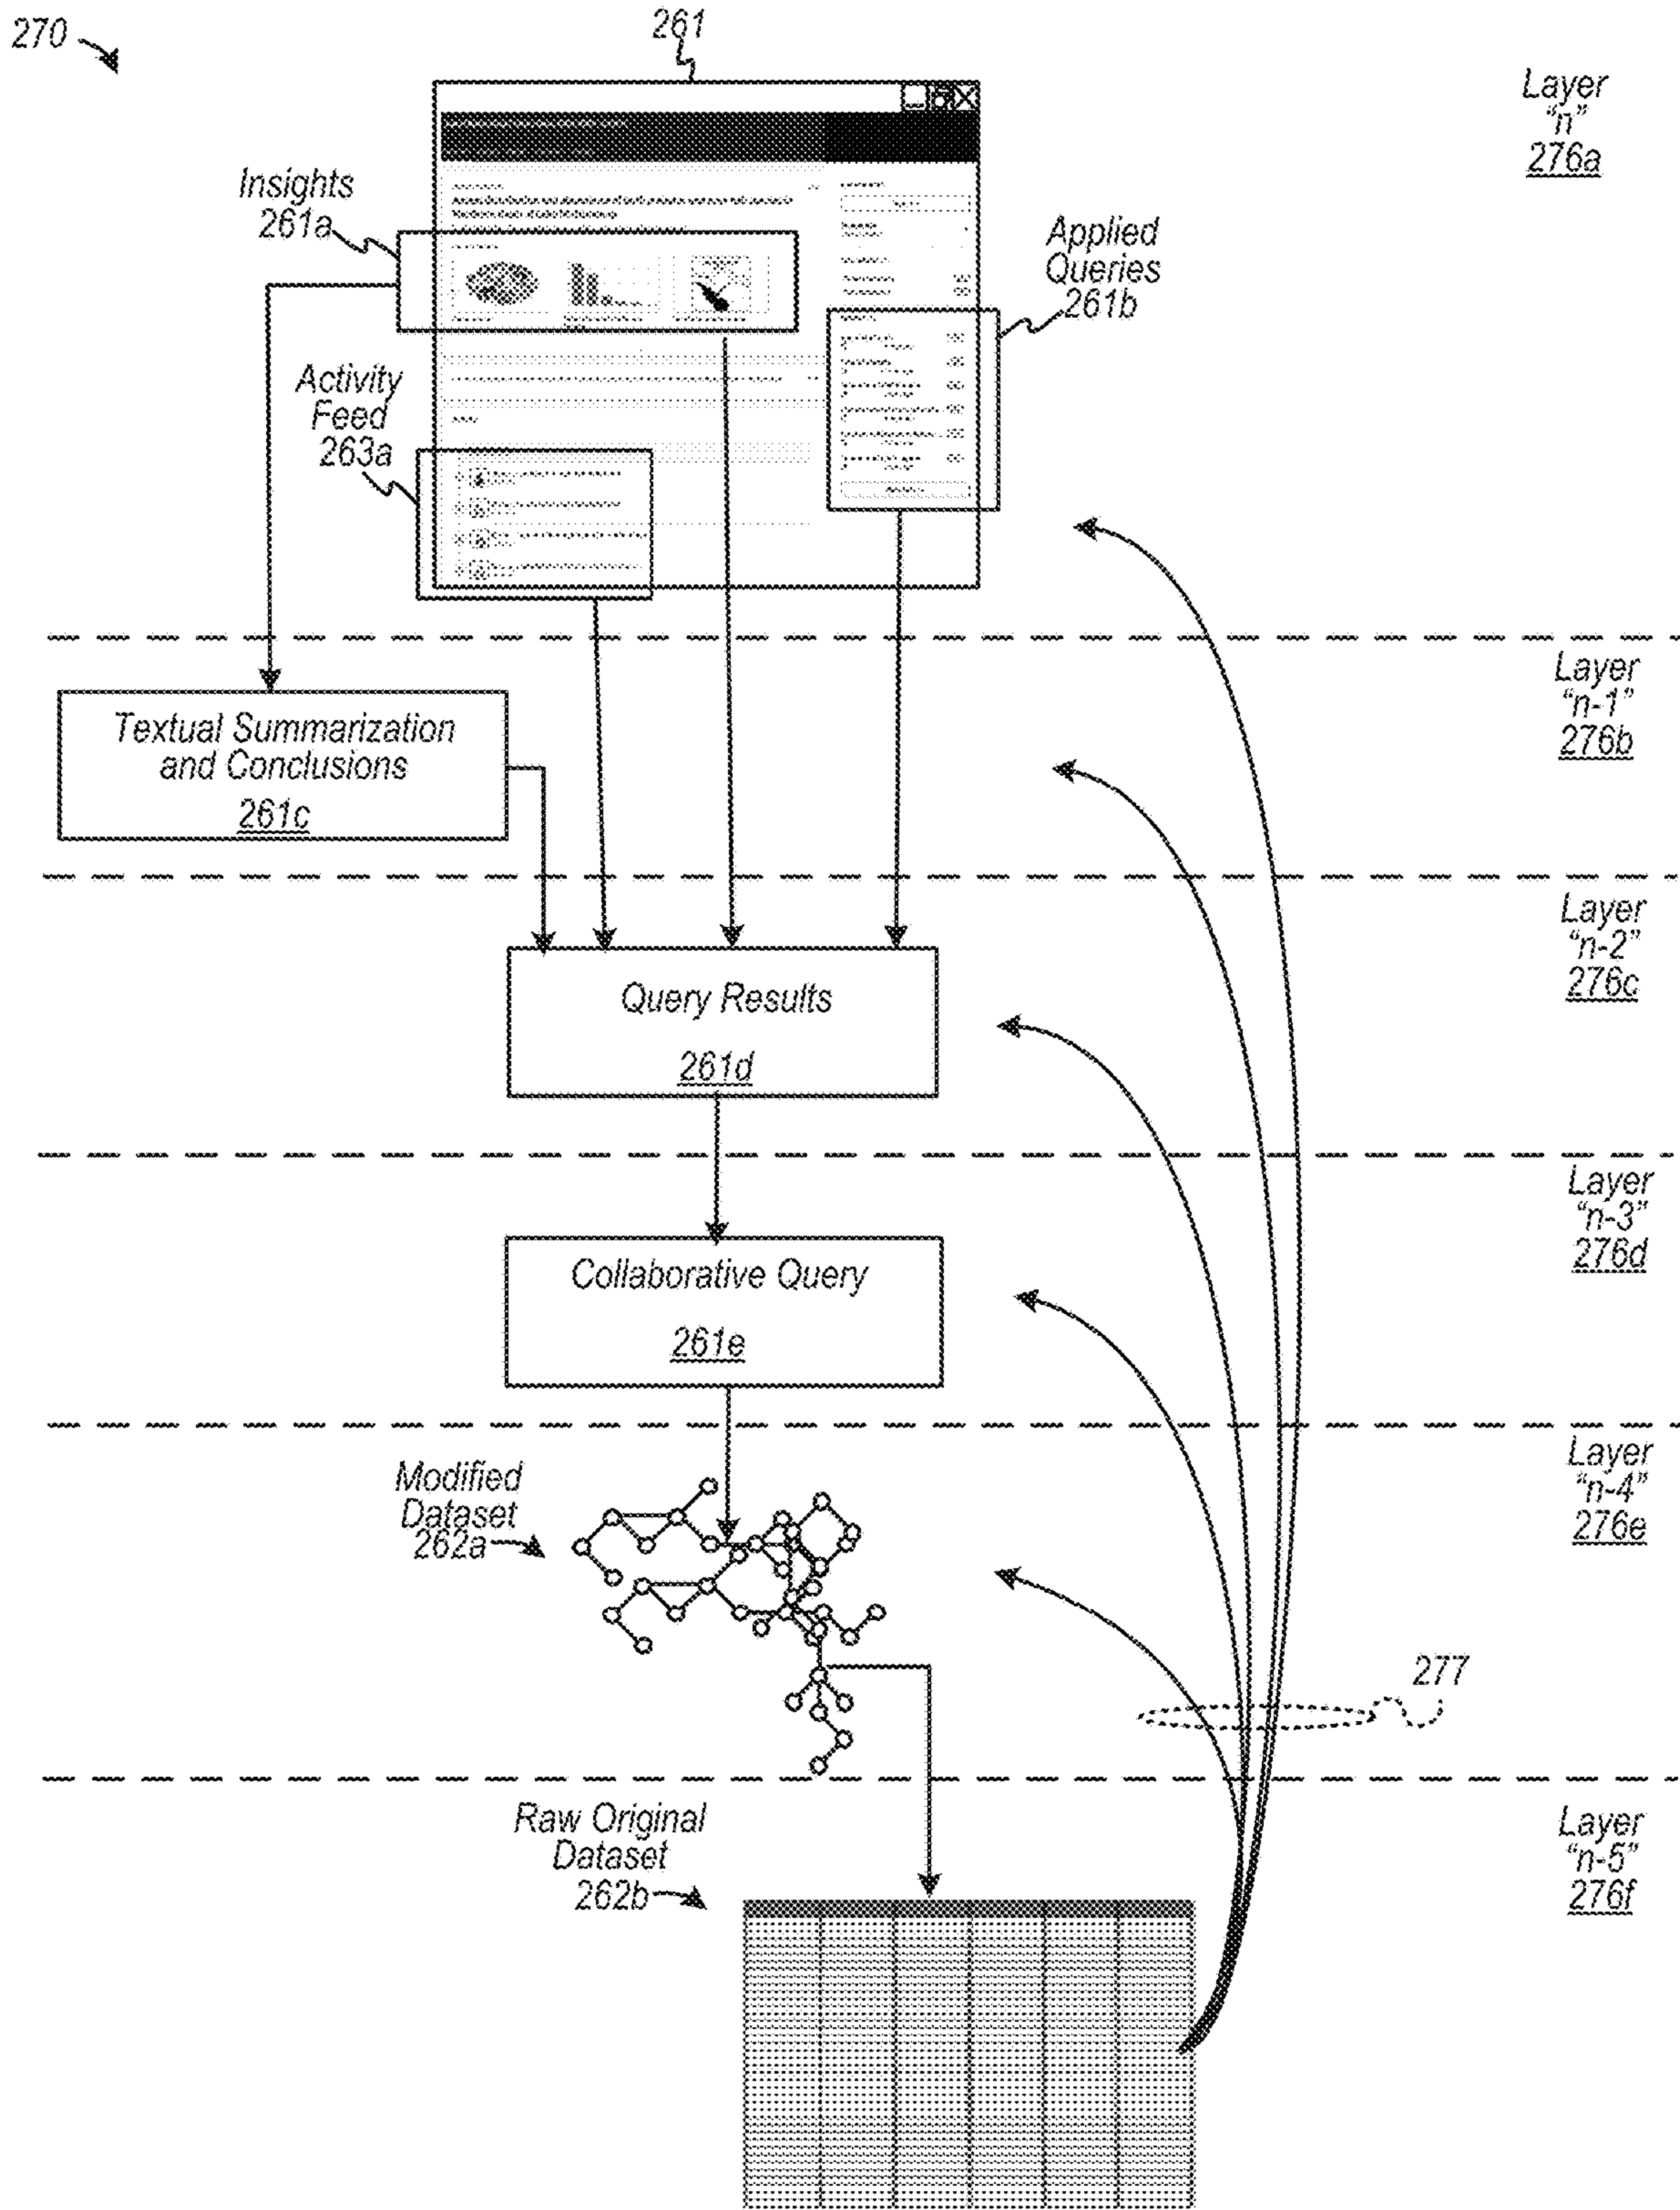 270
261
Layer
"n"
276a
Insights
261a
Applied
Queries
261b
Activity
Feed
263a
Layer
"n-1"
276b
Textual Summarization
and Conclusions
261c
Layer
"n-2"
276c
Query Results
261d
Layer
"n-3"
276d
Collaborative Query
261e
Layer
"n-4"
276e
Modified
Dataset
262a
277
Raw Original
Dataset
262b
Layer
"n-5"
276f